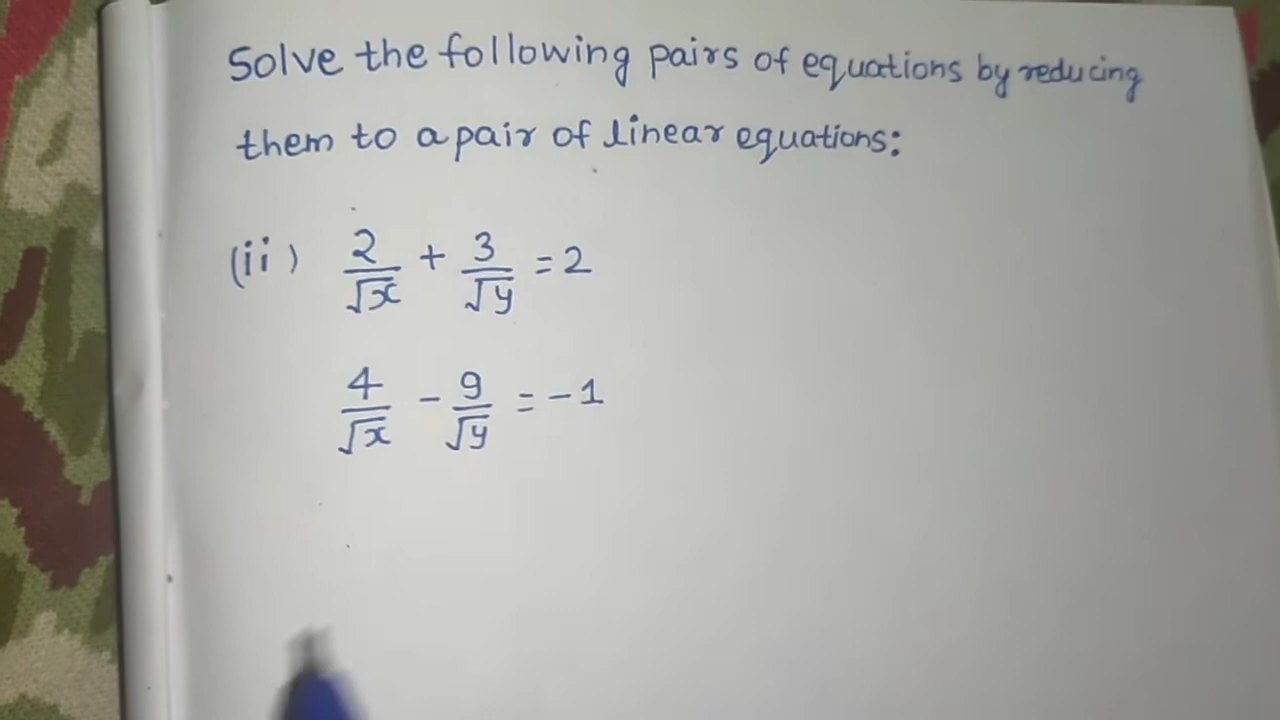 Solve the following pairs of equations by reducing
them to a pair of linear equations:
(ii) 2/√x + 3/√y = 2
4/√x - 9/√y = -1